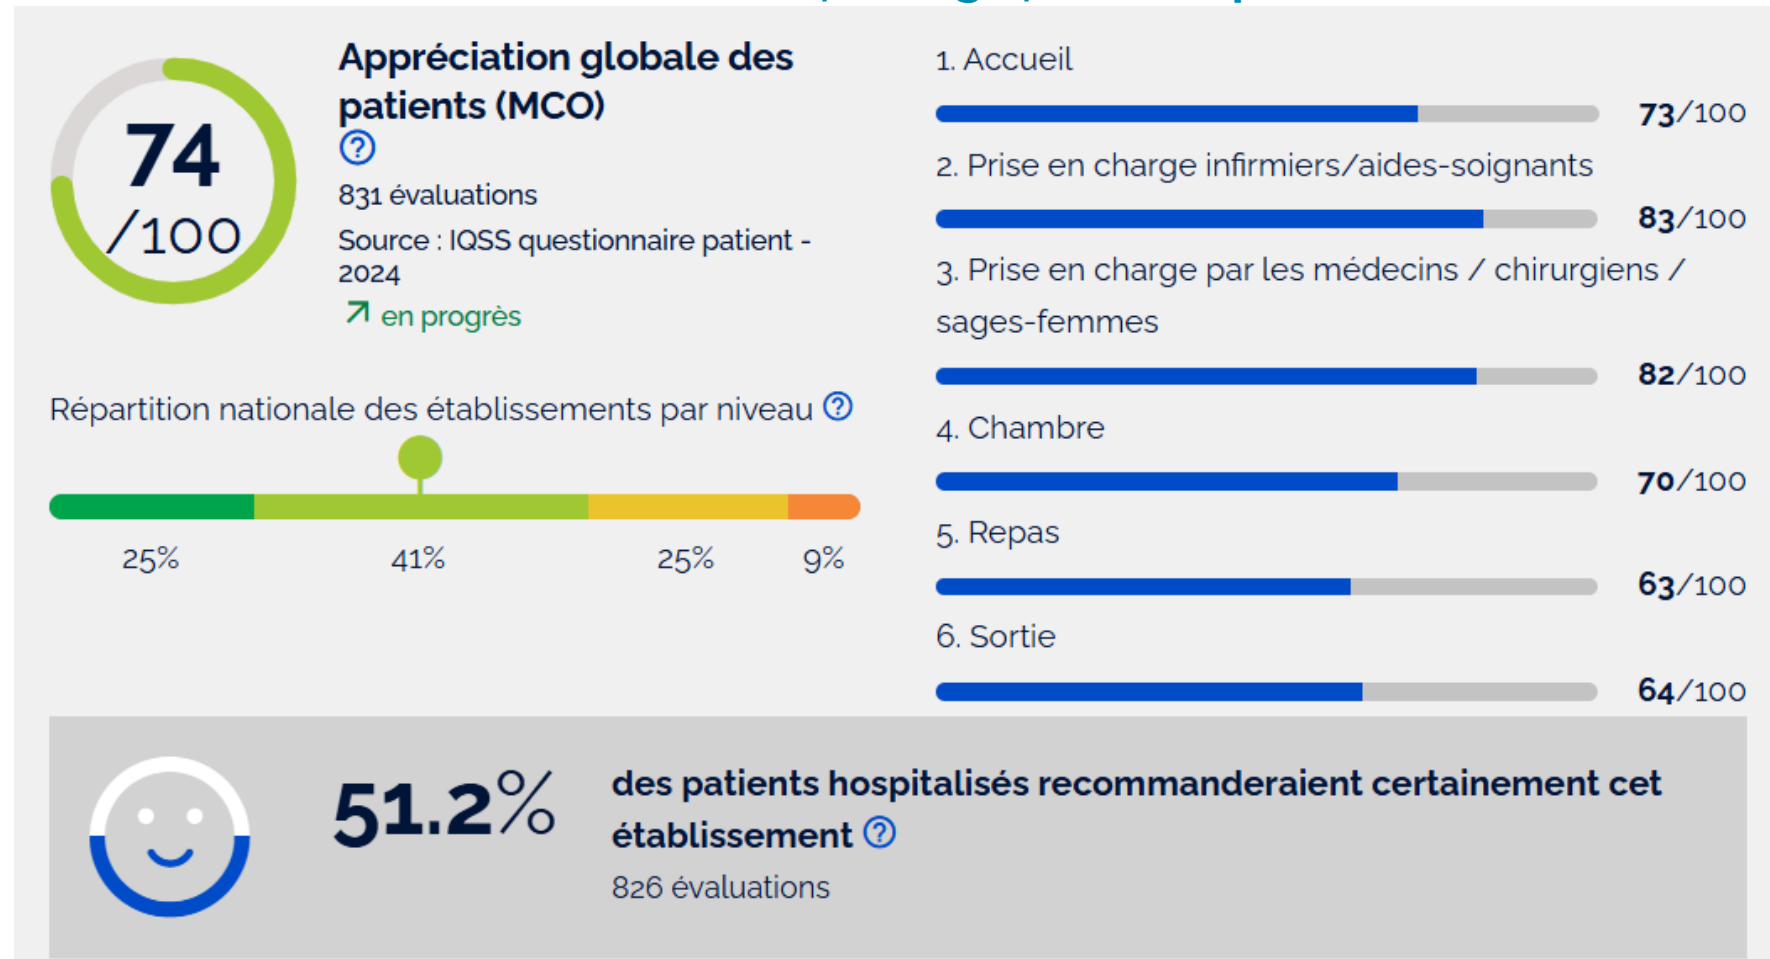 74
/100
Appréciation globale des
patients (MCO)
?
831 évaluations
Source : IQSS questionnaire patient -
2024
en progrès
Répartition nationale des établissements par niveau ?
25%
41%
25%
9%
1. Accueil
73/100
2. Prise en charge infirmiers/aides-soignants
83/100
3. Prise en charge par les médecins / chirurgiens /
sages-femmes
82/100
4. Chambre
70/100
5. Repas
63/100
6. Sortie
64/100
51.2%
des patients hospitalisés recommanderaient certainement cet
établissement ?
826 évaluations